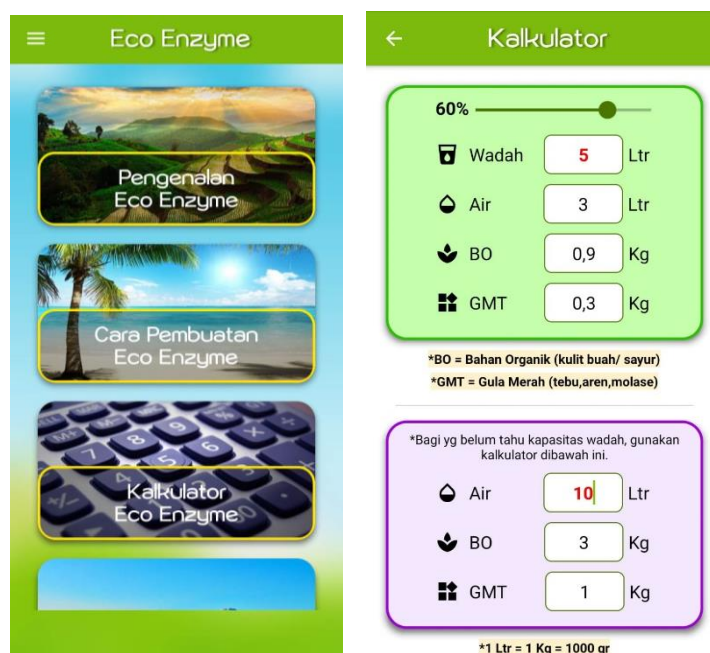 Eco Enzyme
Pengenalan
Eco Enzyme
Cara Pembuatan
Eco Enzyme
Kalkulator
Eco Enzyme
Kalkulator
60%
Wadah 5 Ltr
Air 3 Ltr
BO 0,9 Kg
GMT 0,3 Kg
*BO = Bahan Organik (kulit buah/ sayur)
*GMT = Gula Merah (tebu,aren,molase)
*Bagi yg belum tahu kapasitas wadah, gunakan
kalkulator dibawah ini.
Air 10 Ltr
BO 3 Kg
GMT 1 Kg
*1 Ltr = 1 Kg = 1000 gr